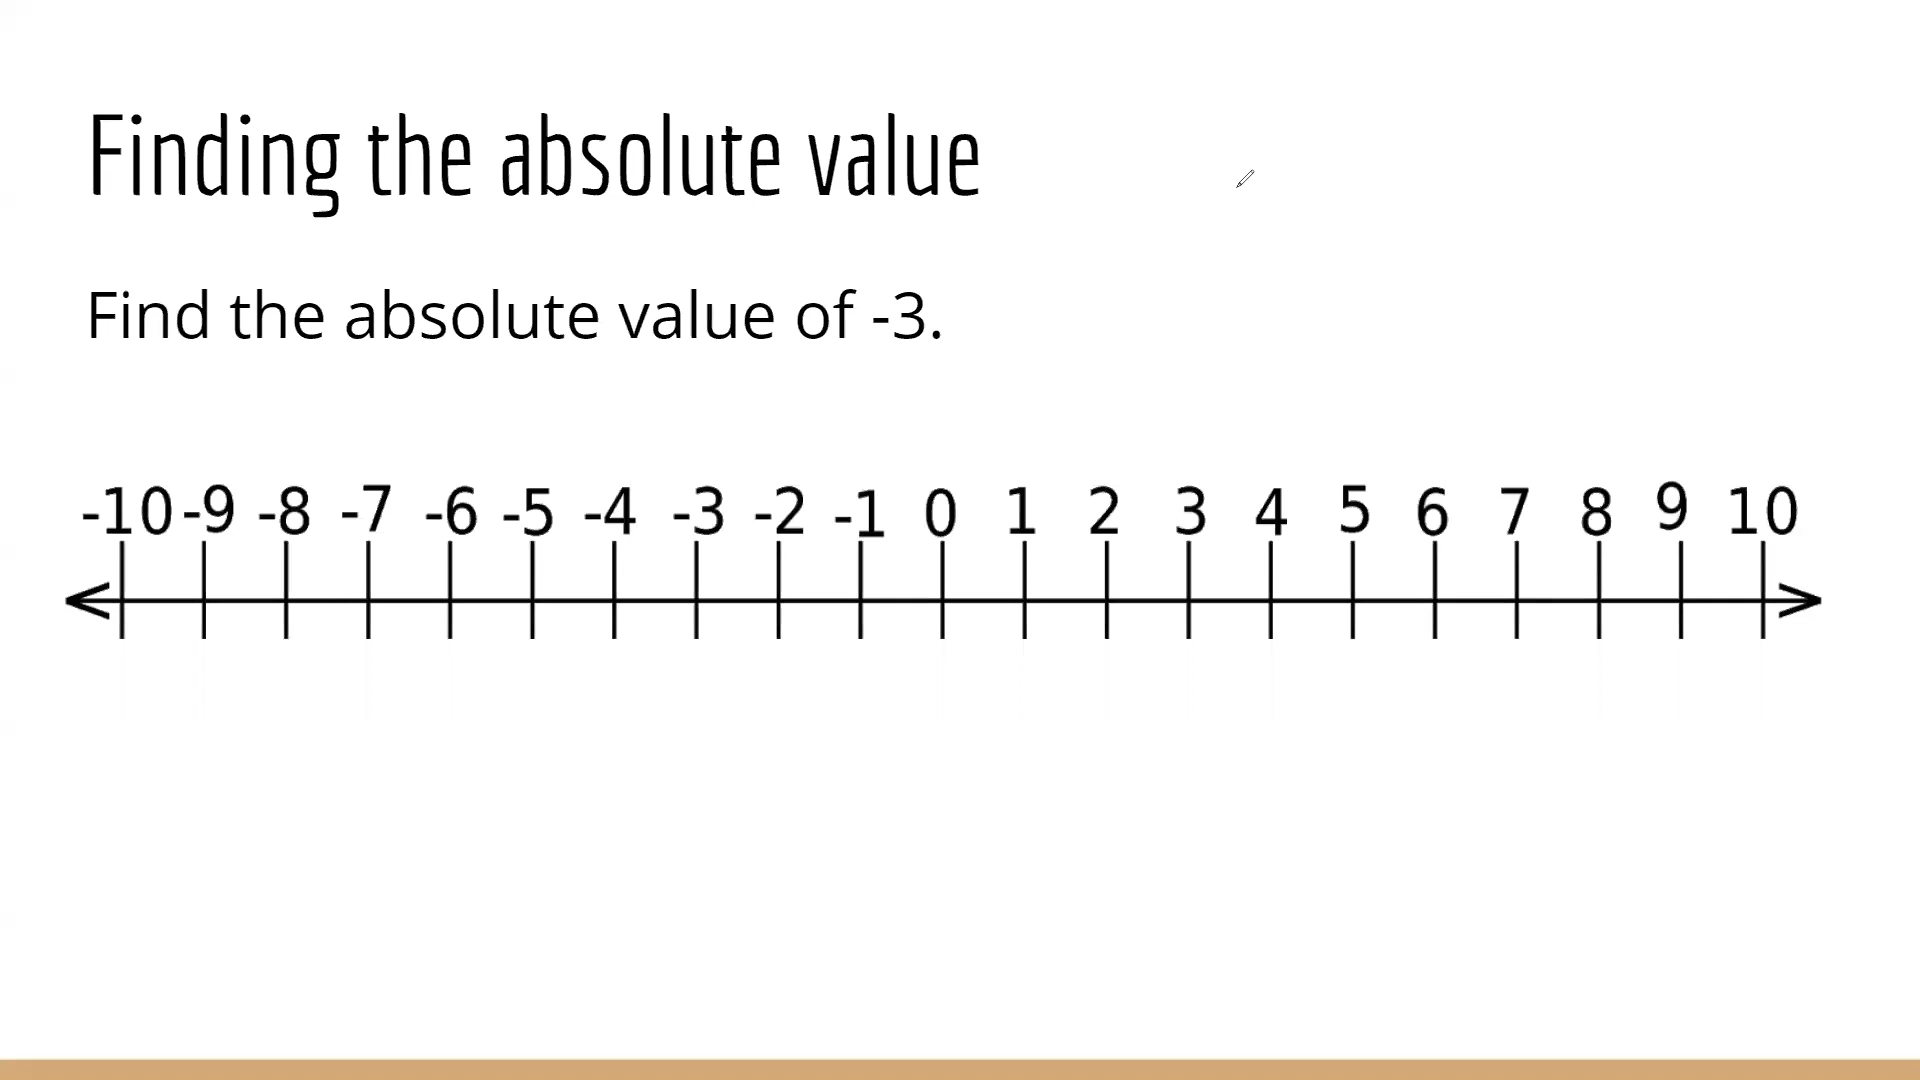 Finding the absolute value
Find the absolute value of -3.
-10 -9 -8 -7 -6 -5 -4 -3 -2 -1 0 1 2 3 4 5 6 7 8 9 10